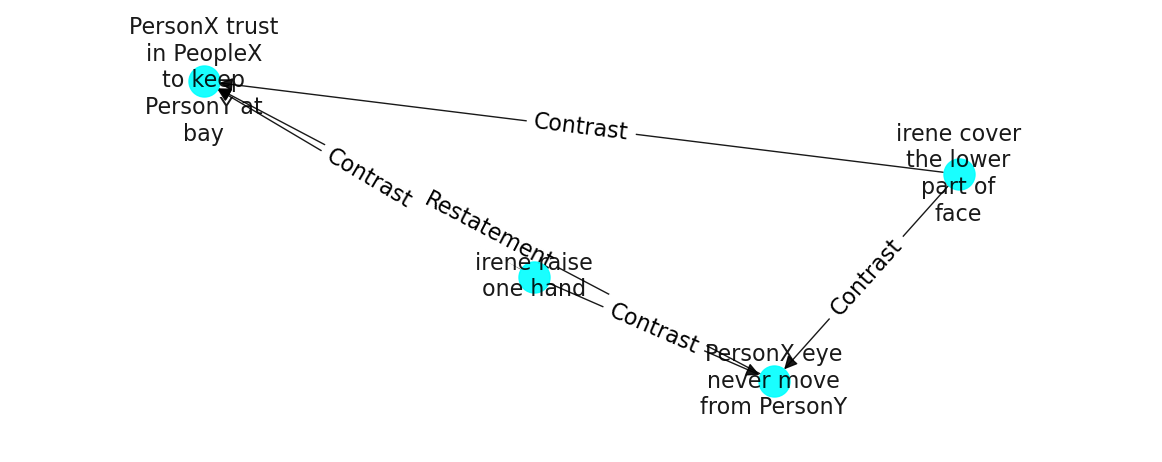 PersonX trust
in PeopleX
to keep
PersonY at
bay
Contrast
irene cover
the lower
part of
face
Contrast
Restatement
Contrast
irene raise
one hand
Contrast
PersonX eye
never move
from PersonY